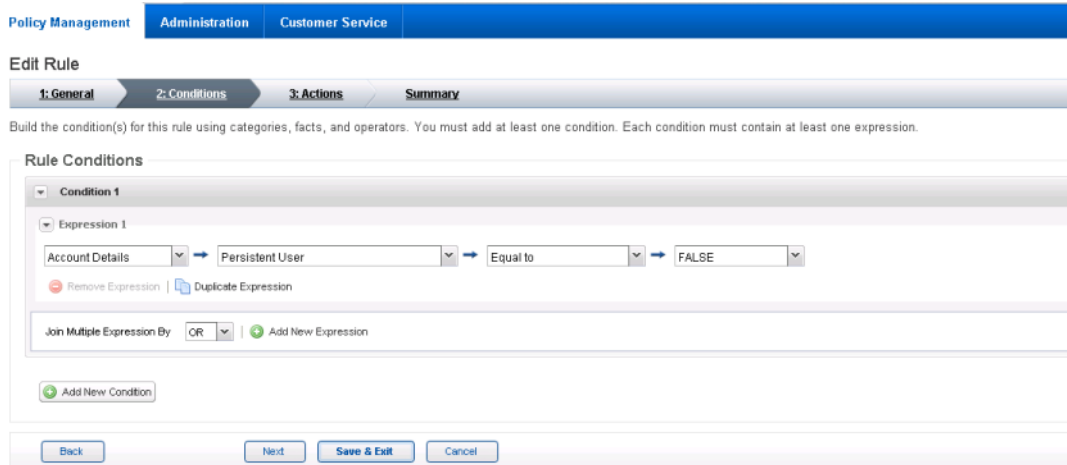 Policy Management Administration Customer Service
Edit Rule
1: General 2: Conditions 3: Actions Summary
Build the condition(s) for this rule using categories, facts, and operators. You must add at least one condition. Each condition must contain at least one expression.
Rule Conditions
Condition 1
Expression 1
Account Details Persistent User Equal to FALSE
Remove Expression | Duplicate Expression
Join Multiple Expression By OR | Add New Expression
Add New Condition
Back Next Save & Exit Cancel